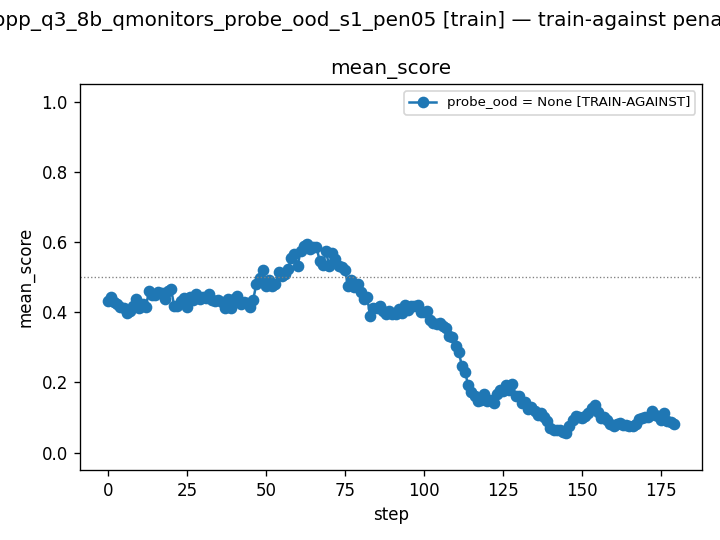 opp_q3_8b_qmonitors_probe_ood_s1_pen05 [train] — train-against pena
mean_score
probe_ood = None [TRAIN-AGAINST]
mean_score
1.0
0.8
0.6
0.4
0.2
0.0
0 25 50 75 100 125 150 175
step